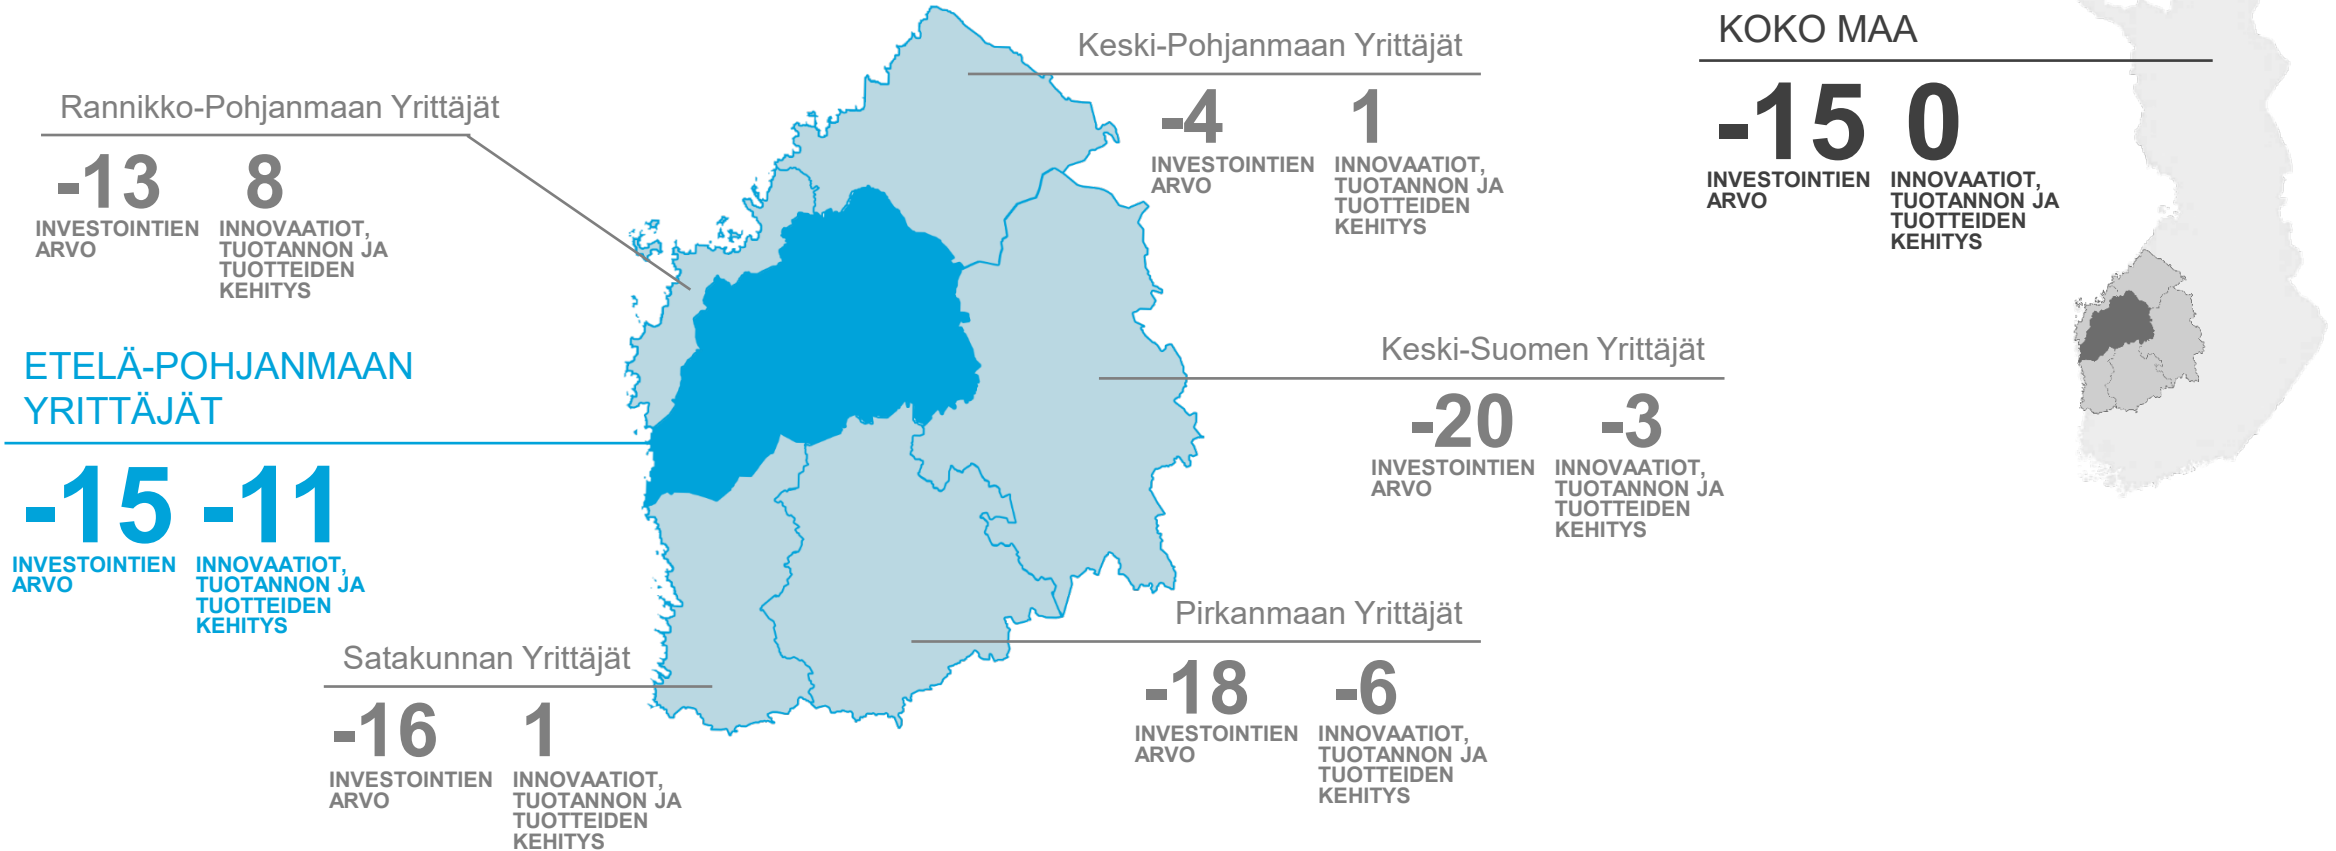 Rannikko-Pohjanmaan Yrittäjät
-13 8
INVESTOINTIEN
ARVO
INNOVAATIOT,
TUOTANNON JA
TUOTTEIDEN
KEHITYS
ETELÄ-POHJANMAAN
YRITTÄJÄT
-15 -11
INVESTOINTIEN
ARVO
INNOVAATIOT,
TUOTANNON JA
TUOTTEIDEN
KEHITYS
Satakunnan Yrittäjät
-16 1
INVESTOINTIEN
ARVO
INNOVAATIOT,
TUOTANNON JA
TUOTTEIDEN
KEHITYS
Keski-Pohjanmaan Yrittäjät
-4 1
INVESTOINTIEN
ARVO
INNOVAATIOT,
TUOTANNON JA
TUOTTEIDEN
KEHITYS
Keski-Suomen Yrittäjät
-20 -3
INVESTOINTIEN
ARVO
INNOVAATIOT,
TUOTANNON JA
TUOTTEIDEN
KEHITYS
Pirkanmaan Yrittäjät
-18 -6
INVESTOINTIEN
ARVO
INNOVAATIOT,
TUOTANNON JA
TUOTTEIDEN
KEHITYS
KOKO MAA
-15 0
INVESTOINTIEN
ARVO
INNOVAATIOT,
TUOTANNON JA
TUOTTEIDEN
KEHITYS